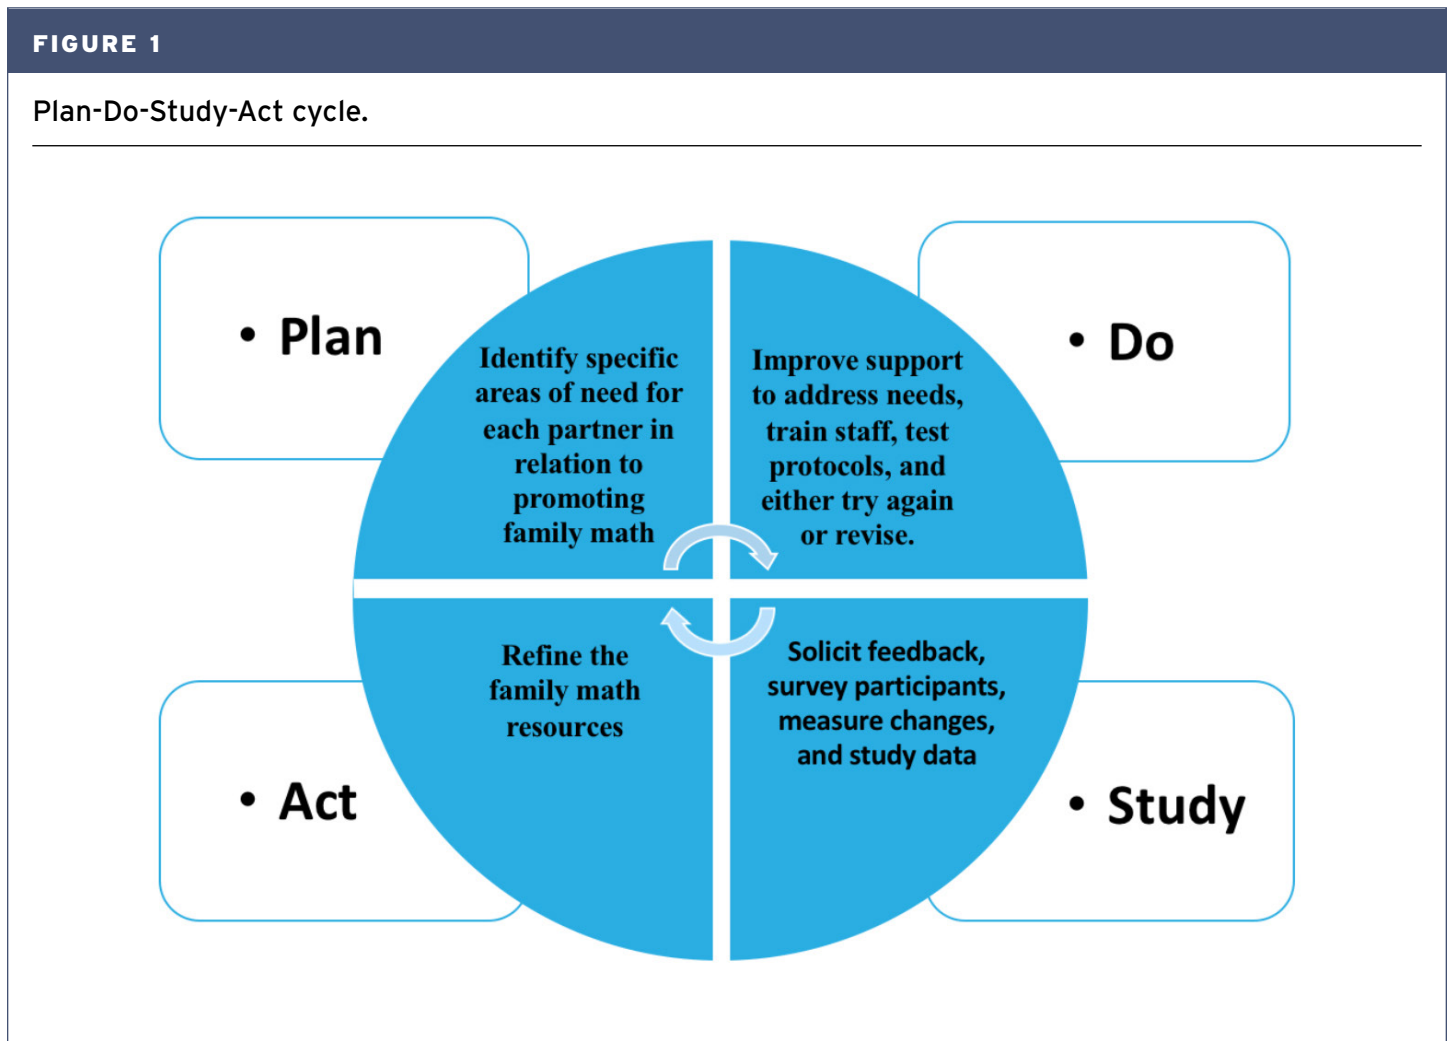 FIGURE 1
Plan-Do-Study-Act cycle.
• Plan
Identify specific
areas of need for
each partner in
relation to
promoting
family math
• Do
Improve support
to address needs,
train staff, test
protocols, and
either try again
or revise.
• Act
Refine the
family math
resources
• Study
Solicit feedback,
survey participants,
measure changes,
and study data